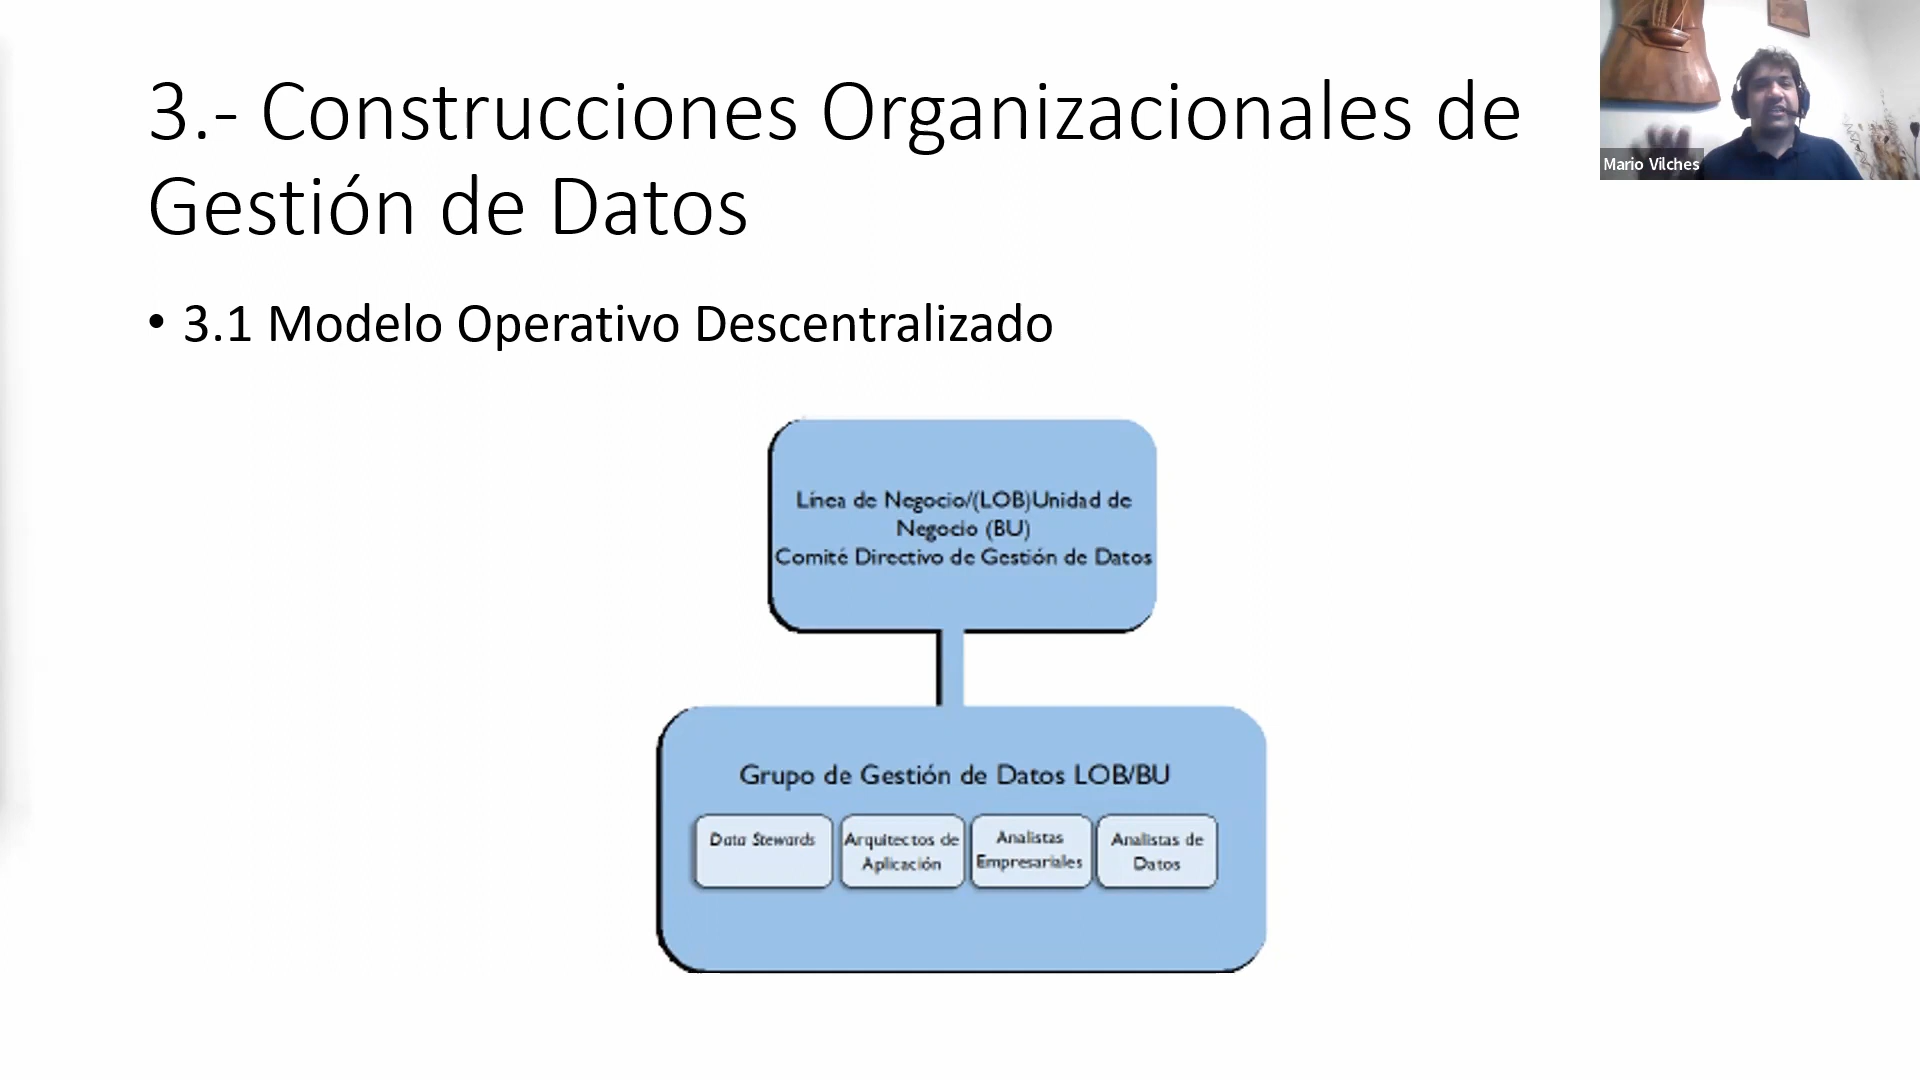 3.- Construcciones Organizacionales de
Gestión de Datos
Mario Vilches
• 3.1 Modelo Operativo Descentralizado
Línea de Negocio/(LOB)Unidad de
Negocio (BU)
Comité Directivo de Gestión de Datos
Grupo de Gestión de Datos LOB/BU
Data Stewards
Arquitectos de
Aplicación
Analistas
Empresariales
Analistas de
Datos